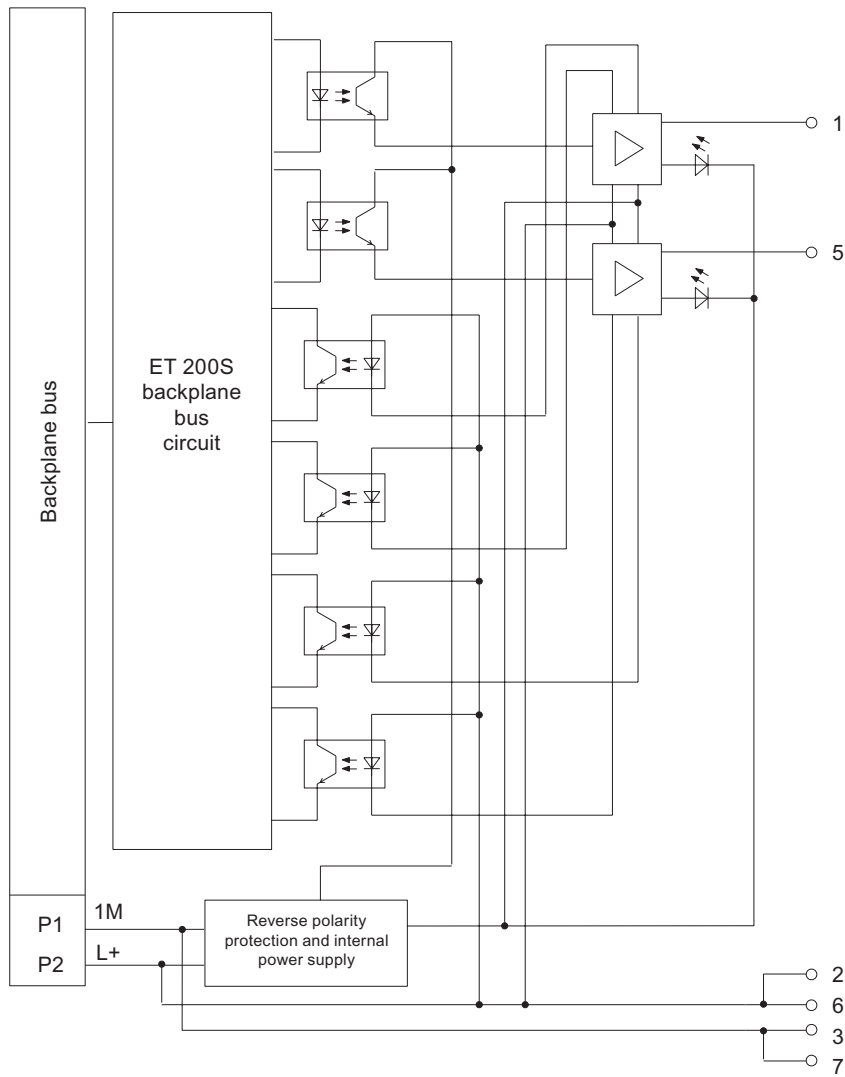 1
5
ET 200S
backplane
bus
circuit
Backplane bus
P1
1M
P2
L+
Reverse polarity
protection and internal
power supply
2
6
3
7